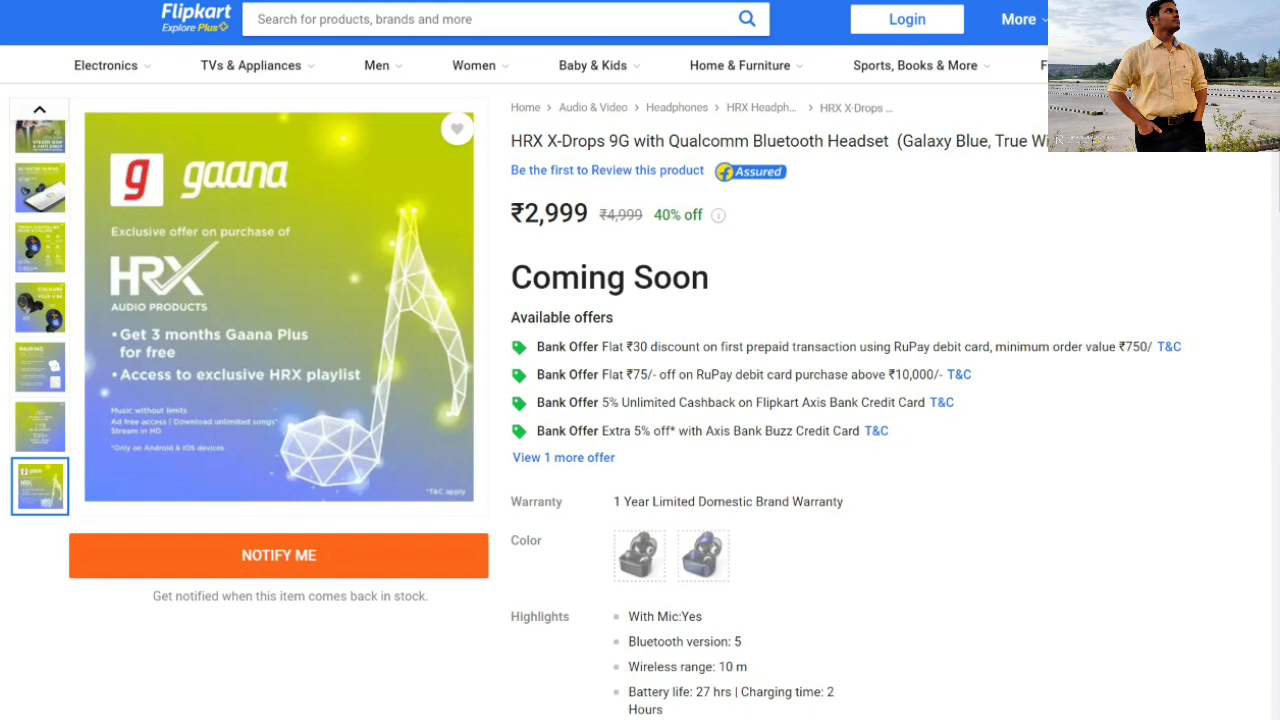 Flipkart
Explore Plus
Search for products, brands and more
Login
More
Electronics
TVs & Appliances
Men
Women
Baby & Kids
Home & Furniture
Sports, Books & More
F
Home > Audio & Video > Headphones > HRX Headph... > HRX X-Drops ...
HRX X-Drops 9G with Qualcomm Bluetooth Headset (Galaxy Blue, True Wi
Be the first to Review this product
f Assured
₹2,999 ₹4,999 40% off
Coming Soon
Available offers
Bank Offer Flat ₹30 discount on first prepaid transaction using RuPay debit card, minimum order value ₹750/ T&C
Bank Offer Flat ₹75/- off on RuPay debit card purchase above ₹10,000/- T&C
Bank Offer 5% Unlimited Cashback on Flipkart Axis Bank Credit Card T&C
Bank Offer Extra 5% off* with Axis Bank Buzz Credit Card T&C
View 1 more offer
Warranty
1 Year Limited Domestic Brand Warranty
Color
Highlights
With Mic:Yes
Bluetooth version: 5
Wireless range: 10 m
Battery life: 27 hrs | Charging time: 2
Hours
g gaana
Exclusive offer on purchase of
HRX
AUDIO PRODUCTS
• Get 3 months Gaana Plus
for free
• Access to exclusive HRX playlist
Music without limits
Ad free access | Download unlimited songs*
Stream in HD
*Only on Android & iOS devices
*T&C apply
NOTIFY ME
Get notified when this item comes back in stock.